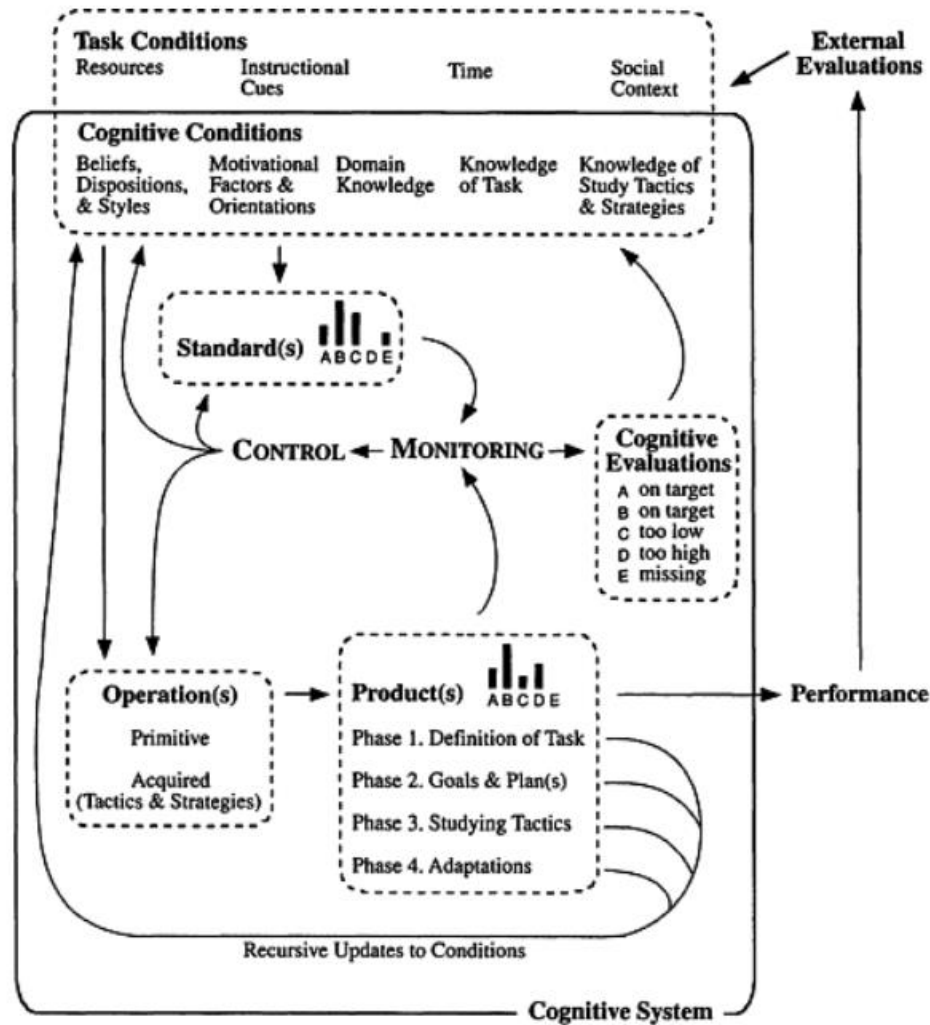 Task Conditions
Resources
Instructional
Cues
Time
Social
Context
External
Evaluations
Cognitive Conditions
Beliefs,
Dispositions,
& Styles
Motivational
Factors &
Orientations
Domain
Knowledge
Knowledge
of Task
Knowledge of
Study Tactics
& Strategies
Standard(s)
A B C D E
CONTROL
MONITORING
Cognitive
Evaluations
A on target
B on target
C too low
D too high
E missing
Operation(s)
Primitive
Acquired
(Tactics & Strategies)
Product(s)
A B C D E
Phase 1. Definition of Task
Phase 2. Goals & Plan(s)
Phase 3. Studying Tactics
Phase 4. Adaptations
Performance
Recursive Updates to Conditions
Cognitive System